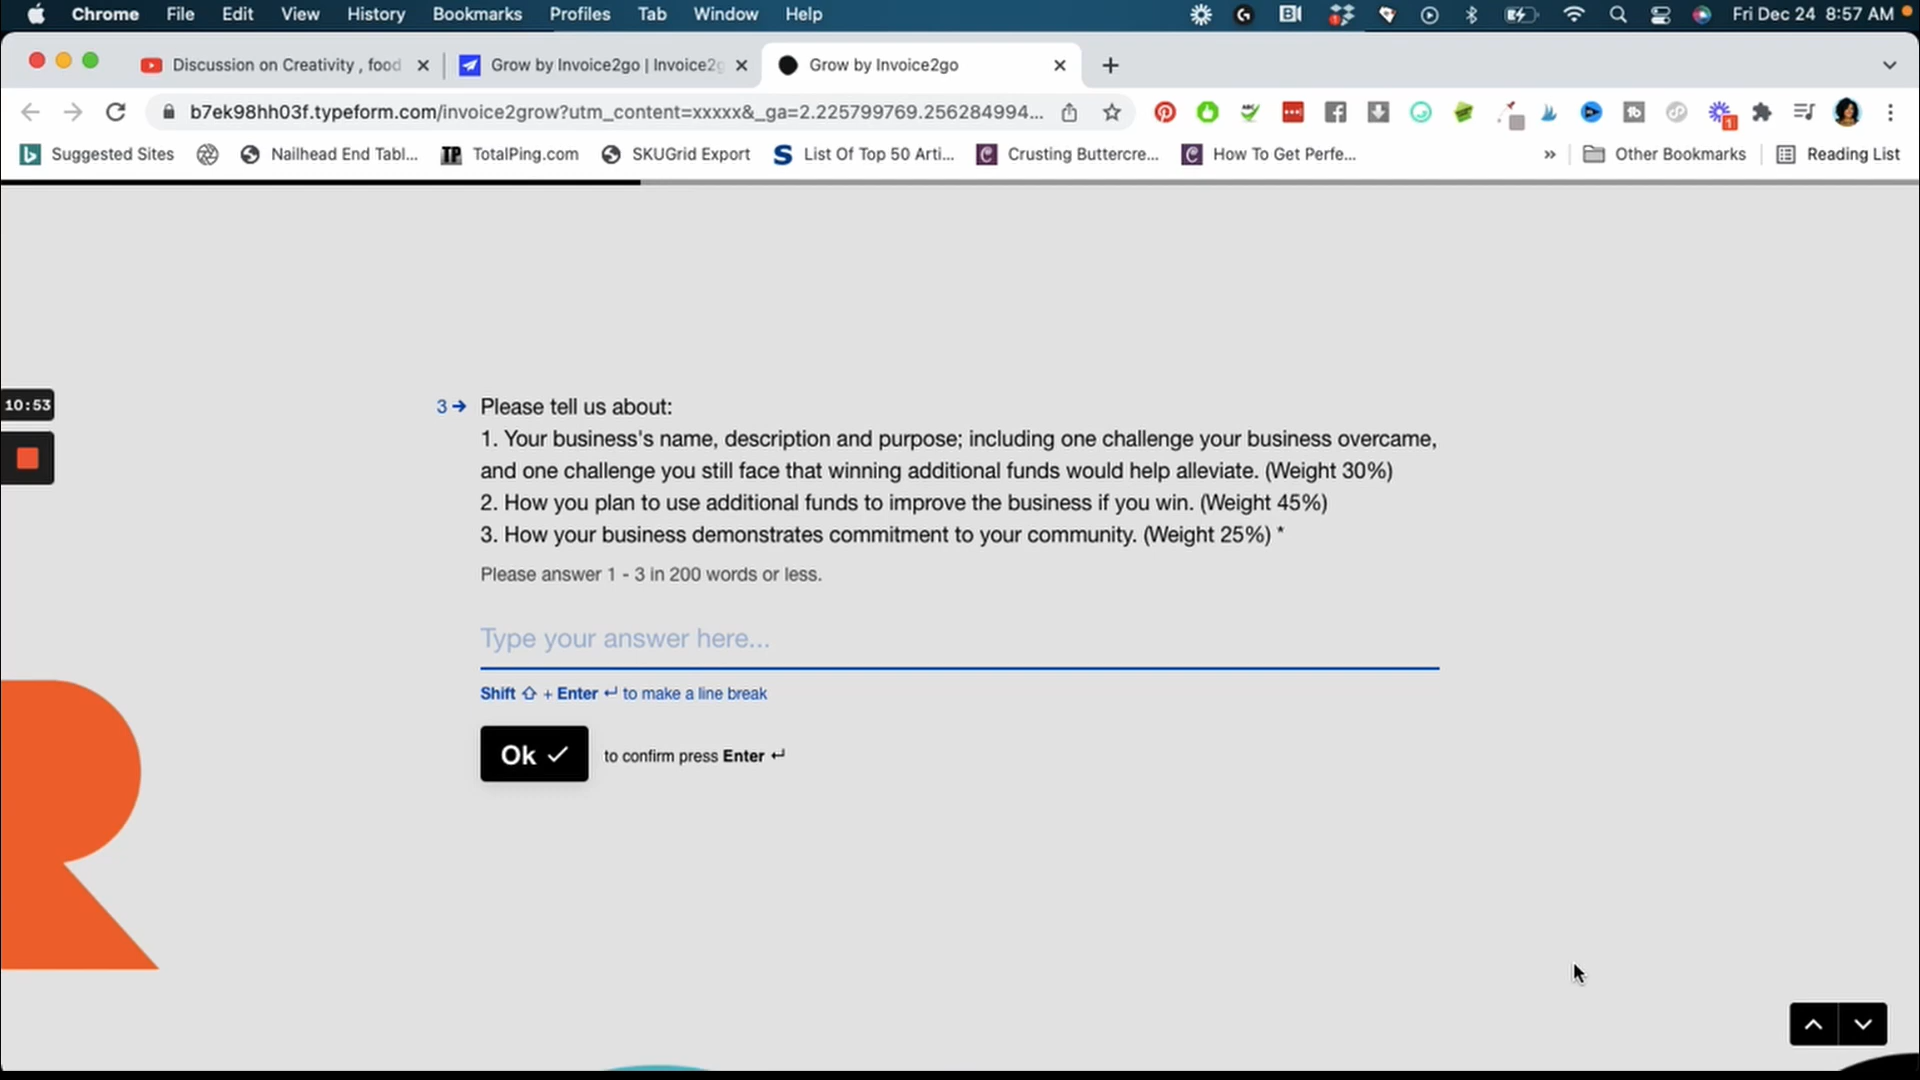 Chrome File Edit View History Bookmarks Profiles Tab Window Help Fri Dec 24 8:57 AM
Discussion on Creativity , food
Grow by Invoice2go | Invoice2g
Grow by Invoice2go
b7ek98hh03f.typeform.com/invoice2grow?utm_content=xxxxx&_ga=2.225799769.256284994...
Suggested Sites
Nailhead End Tabl...
TotalPing.com
SKUGrid Export
List Of Top 50 Arti...
Crusting Buttercre...
How To Get Perfe...
Other Bookmarks
Reading List
10:53
3 → Please tell us about:
1. Your business's name, description and purpose; including one challenge your business overcame,
and one challenge you still face that winning additional funds would help alleviate. (Weight 30%)
2. How you plan to use additional funds to improve the business if you win. (Weight 45%)
3. How your business demonstrates commitment to your community. (Weight 25%) *
Please answer 1 - 3 in 200 words or less.
Type your answer here...
Shift ⇧ + Enter ↵ to make a line break
Ok ✓ to confirm press Enter ↵